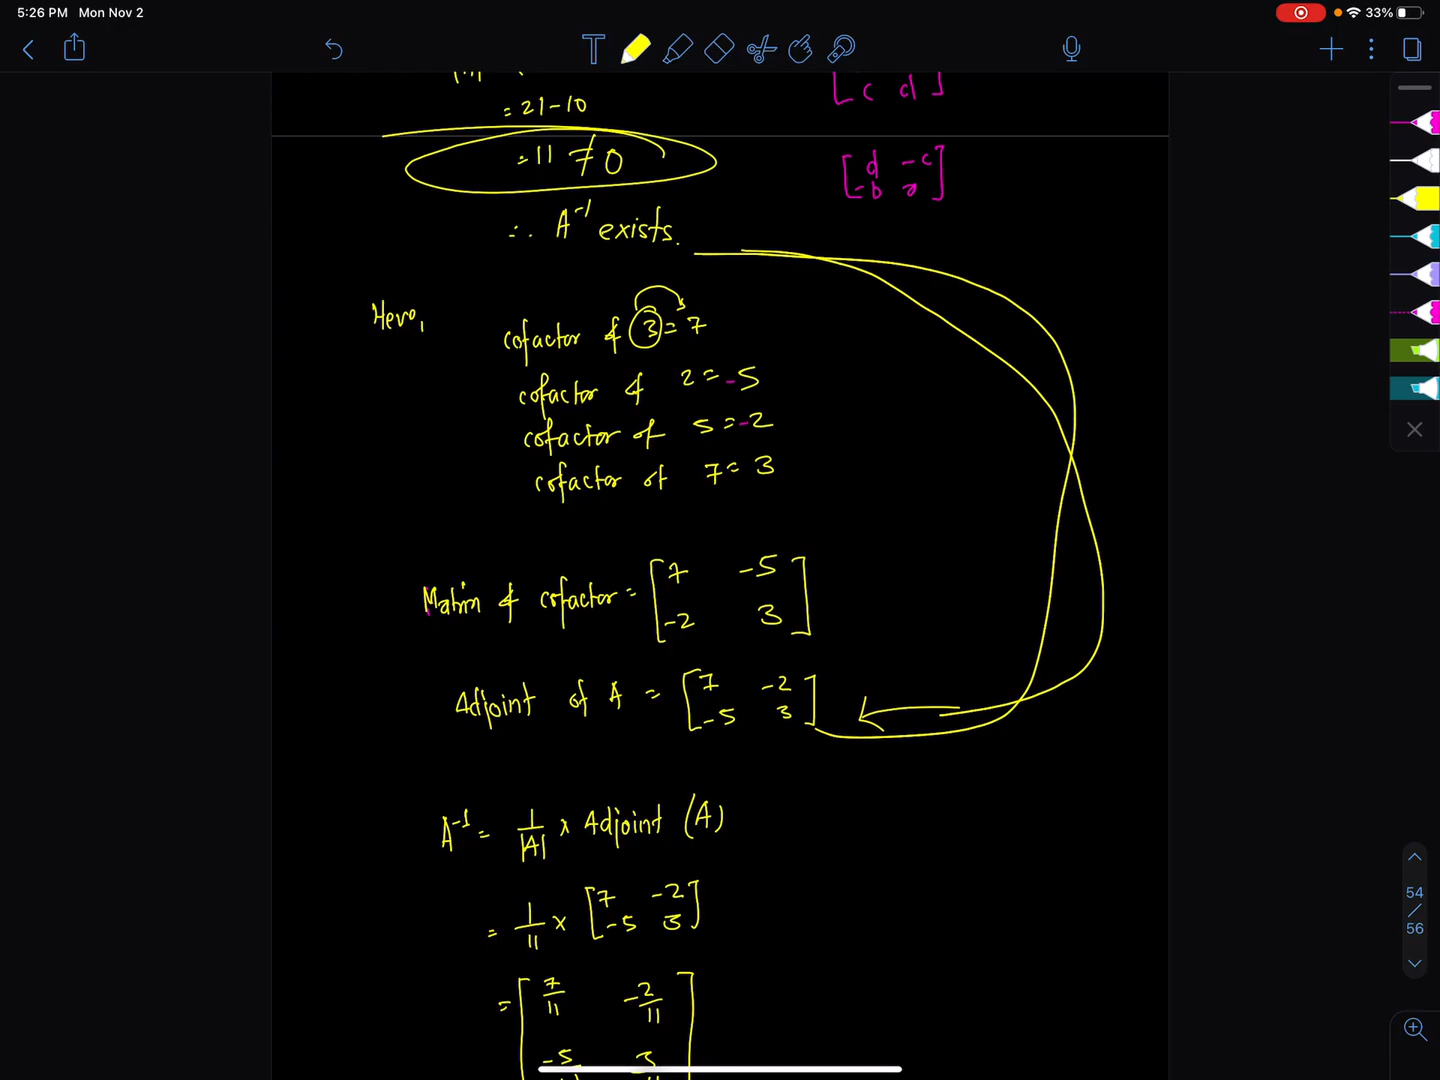 5:26 PM Mon Nov 2
33%
= 21-10
[c d]
= 11 ≠ 0
[d -c
-b a]
∴ A⁻¹ exists.
Here,
cofactor of 3 = 7
cofactor of 2 = -5
cofactor of 5 = -2
cofactor of 7 = 3
Matrix of cofactor = [7 -5
-2 3]
Adjoint of A = [7 -2
-5 3]
A⁻¹ = 1/|A| × Adjoint (A)
= 1/11 × [7 -2
-5 3]
= [7/11 -2/11
-5 3
54
/
56